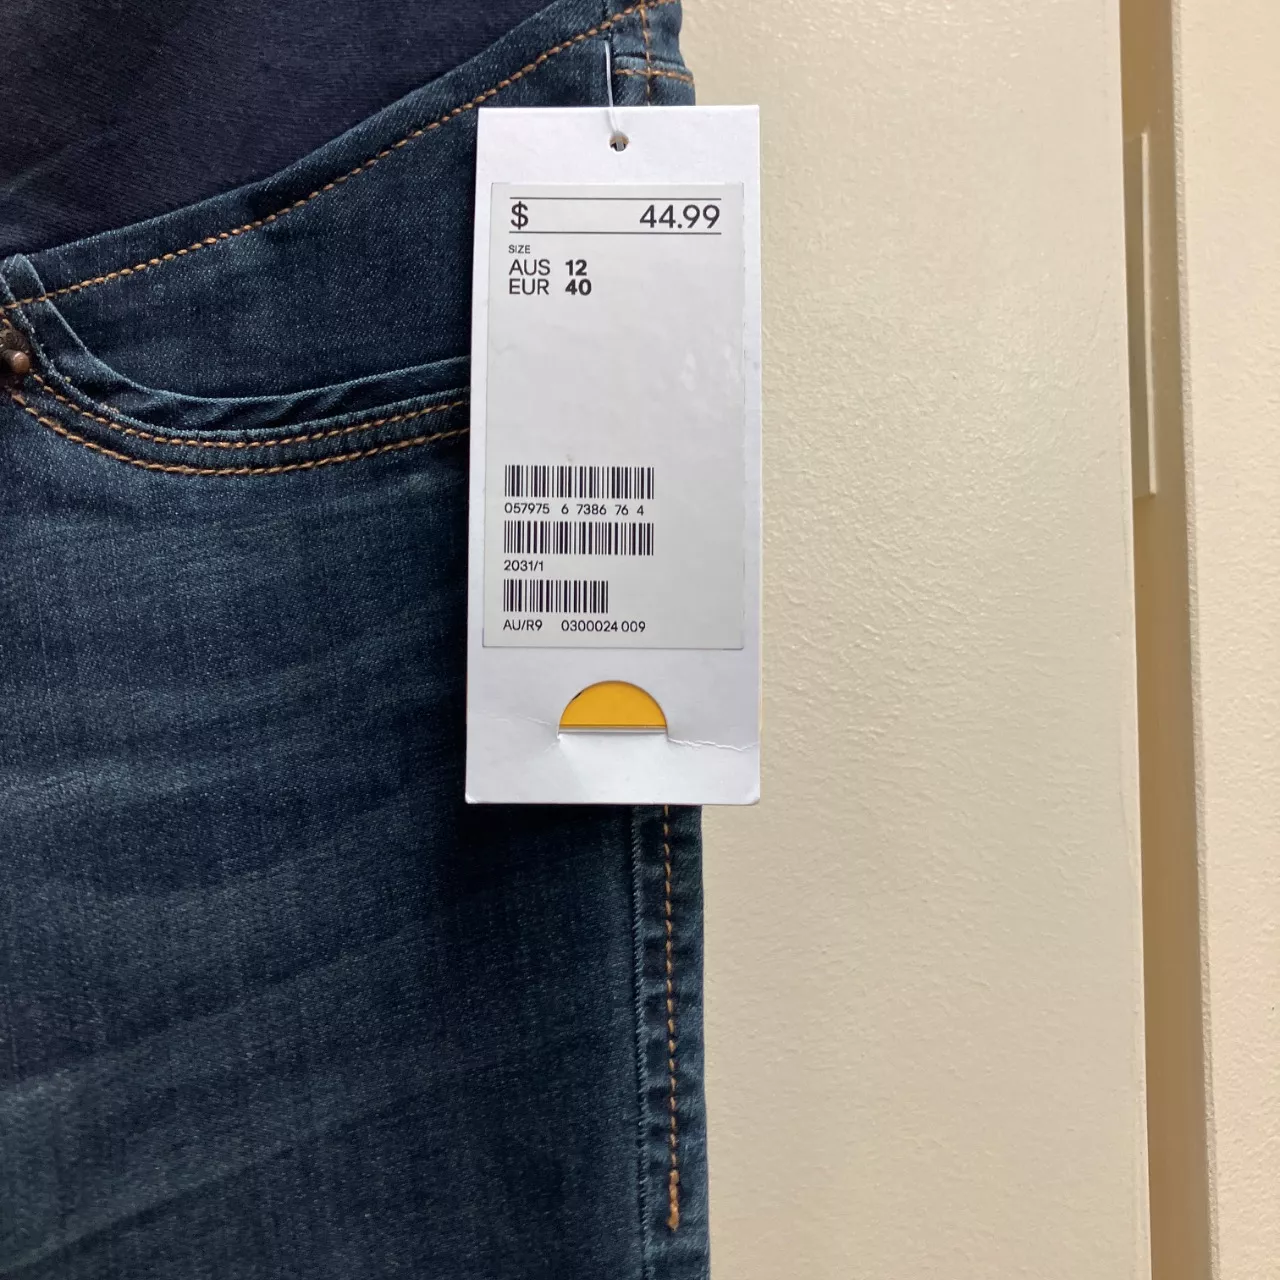 $ 44.99
SIZE
AUS 12
EUR 40
057975 6 7386 76 4
2031/1
AU/R9 0300024 009